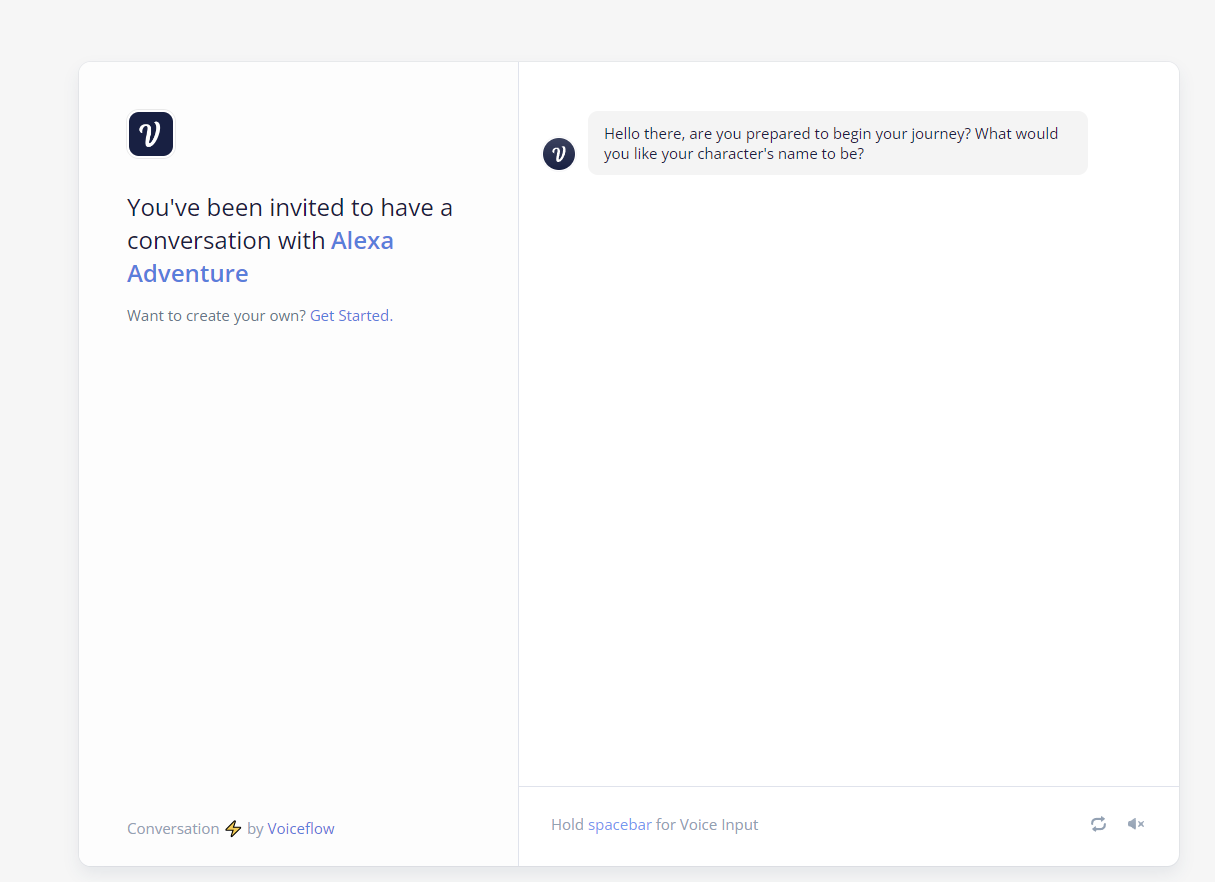 You've been invited to have a
conversation with Alexa
Adventure
Want to create your own? Get Started.
Conversation ⚡ by Voiceflow
Hello there, are you prepared to begin your journey? What would
you like your character's name to be?
Hold spacebar for Voice Input